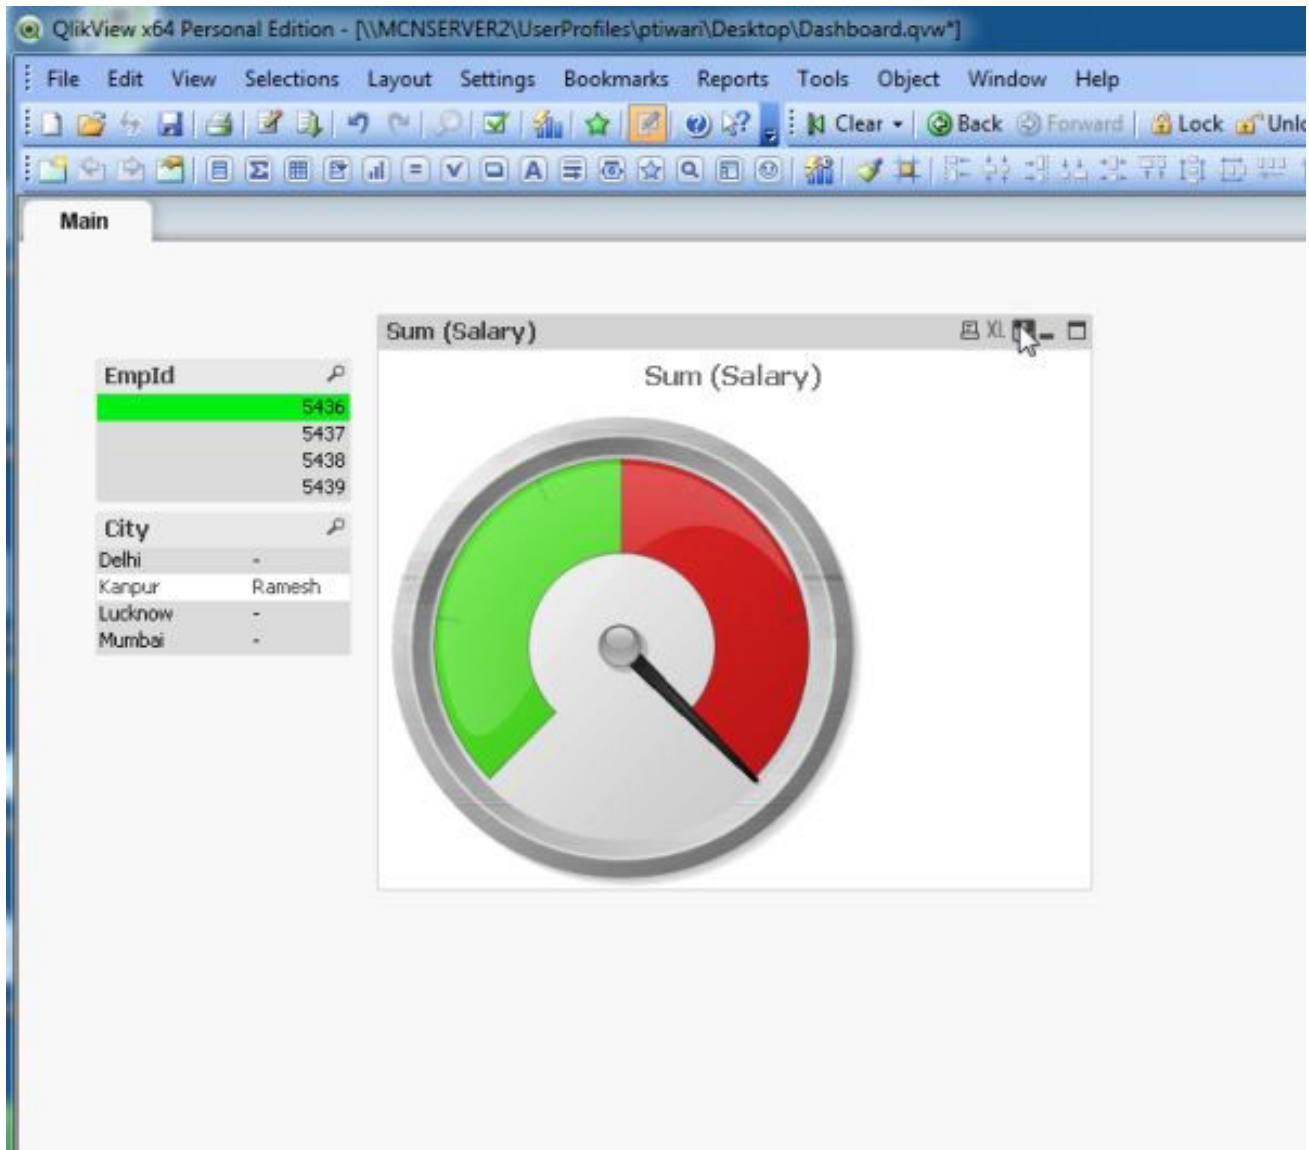 QlikView x64 Personal Edition - [\\MCNSERVER2\UserProfiles\ptiwari\Desktop\Dashboard.qvw*]
File Edit View Selections Layout Settings Bookmarks Reports Tools Object Window Help
Clear Back Forward Lock Unlo
Main
Sum (Salary) XL
Sum (Salary)
EmpId
5436
5437
5438
5439
City
Delhi -
Kanpur Ramesh
Lucknow -
Mumbai -